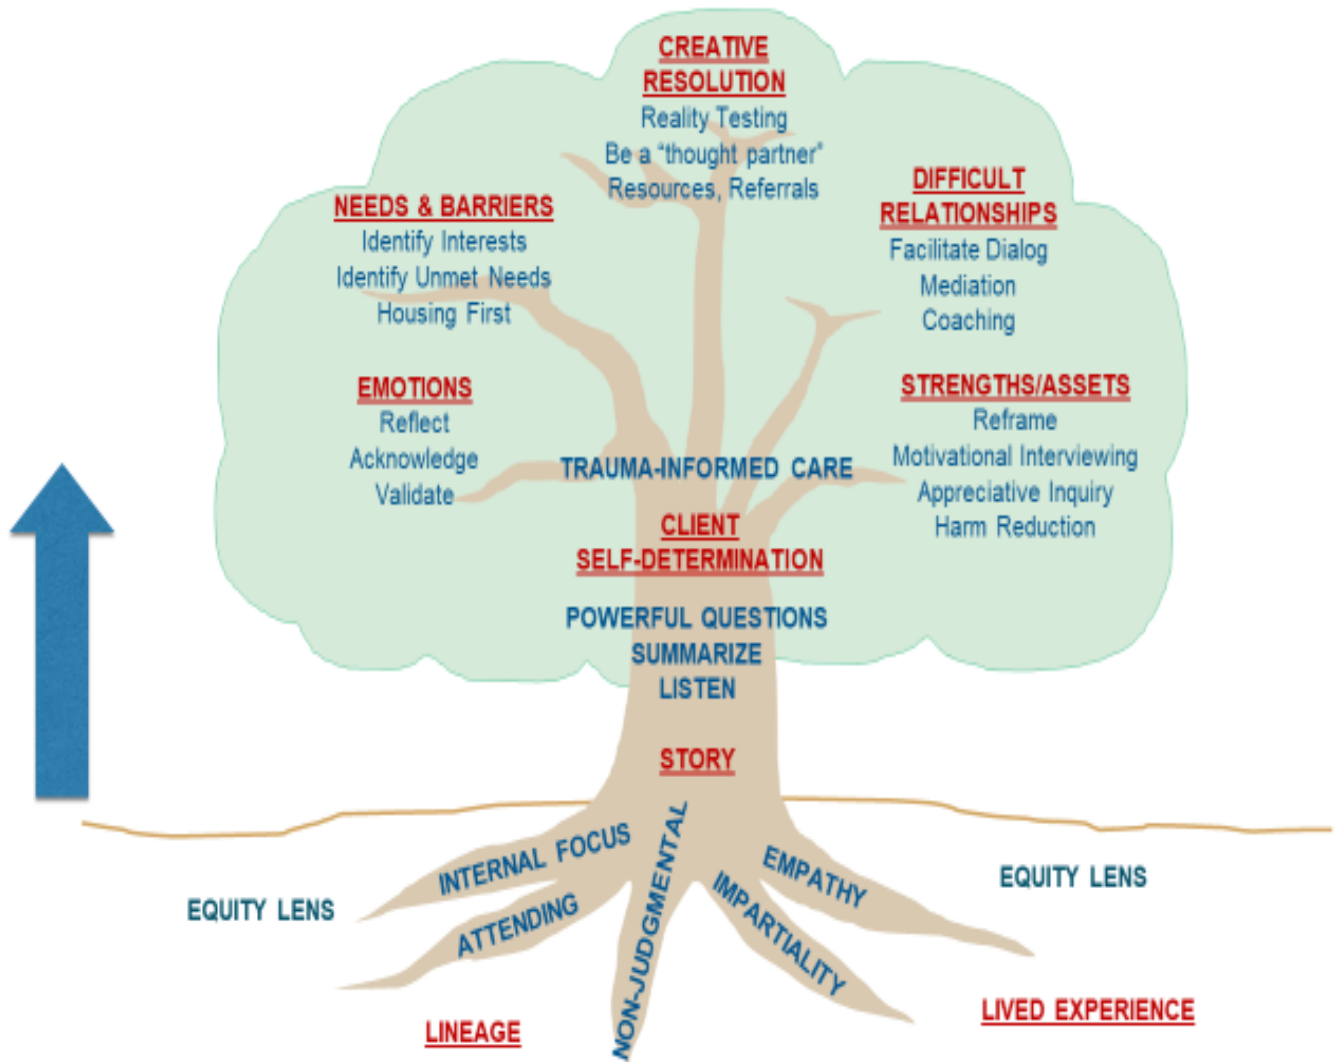 CREATIVE
RESOLUTION
Reality Testing
Be a “thought partner”
Resources, Referrals
NEEDS & BARRIERS
Identify Interests
Identify Unmet Needs
Housing First
DIFFICULT
RELATIONSHIPS
Facilitate Dialog
Mediation
Coaching
EMOTIONS
Reflect
Acknowledge
Validate
STRENGTHS/ASSETS
Reframe
Motivational Interviewing
Appreciative Inquiry
Harm Reduction
TRAUMA-INFORMED CARE
CLIENT
SELF-DETERMINATION
POWERFUL QUESTIONS
SUMMARIZE
LISTEN
STORY
INTERNAL FOCUS
ATTENDING
NON-JUDGMENTAL
IMPARTIALITY
EMPATHY
EQUITY LENS
EQUITY LENS
LINEAGE
LIVED EXPERIENCE